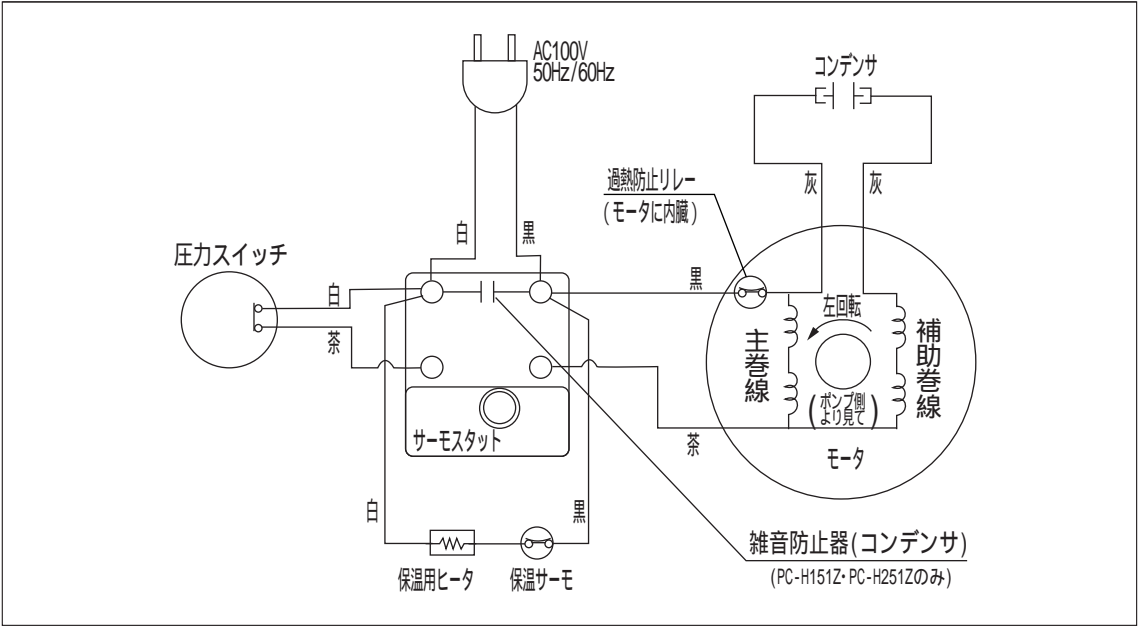 AC100V
50Hz/60Hz
コンデンサ
灰
灰
過熱防止リレー
(モータに内臓)
白
黒
圧力スイッチ
白
黒
茶
左回転
主巻線
補助巻線
(ポンプ側
より見て)
サーモスタット
茶
モータ
白
黒
雑音防止器(コンデンサ)
(PC-H151Z・PC-H251Zのみ)
保温用ヒータ
保温サーモ